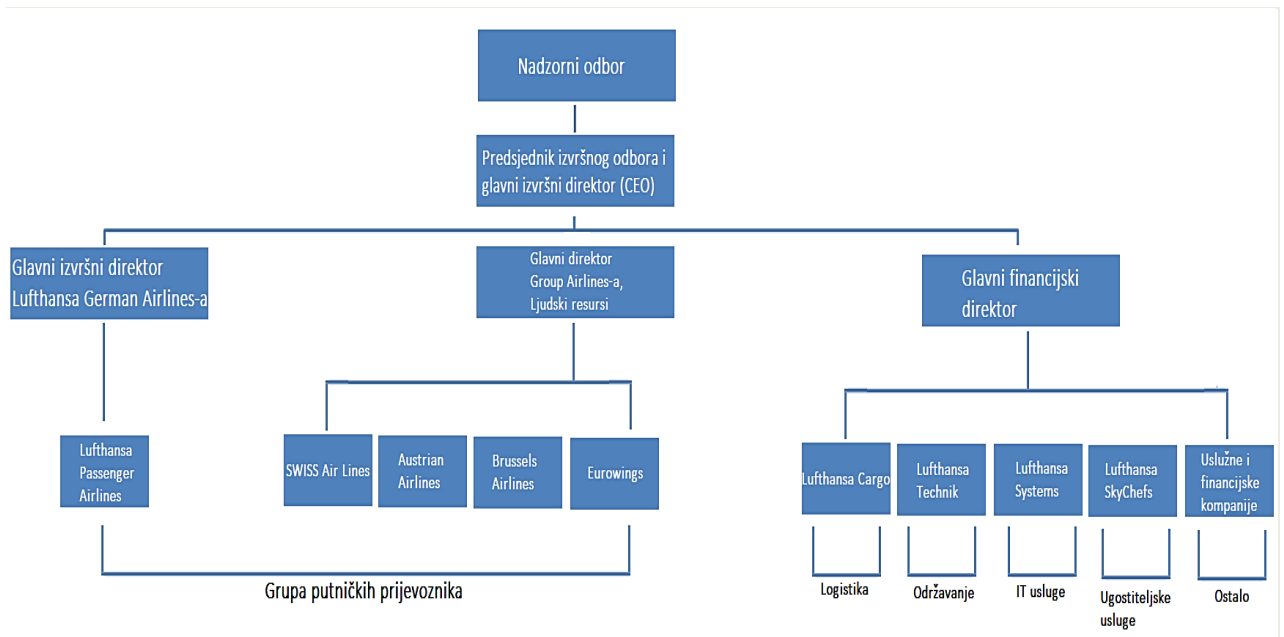 Nadzorni odbor
Predsjednik izvršnog odbora i
glavni izvršni direktor (CEO)
Glavni izvršni direktor
Lufthansa German Airlines-a
Glavni direktor
Group Airlines-a,
Ljudski resursi
Glavni financijski
direktor
Lufthansa
Passenger
Airlines
SWISS Air Lines
Austrian
Airlines
Brussels
Airlines
Eurowings
Lufthansa Cargo
Lufthansa
Technik
Lufthansa
Systems
Lufthansa
SkyChefs
Uslužne i
financijske
kompanije
Grupa putničkih prijevoznika
Logistika
Održavanje
IT usluge
Ugostiteljske
usluge
Ostalo